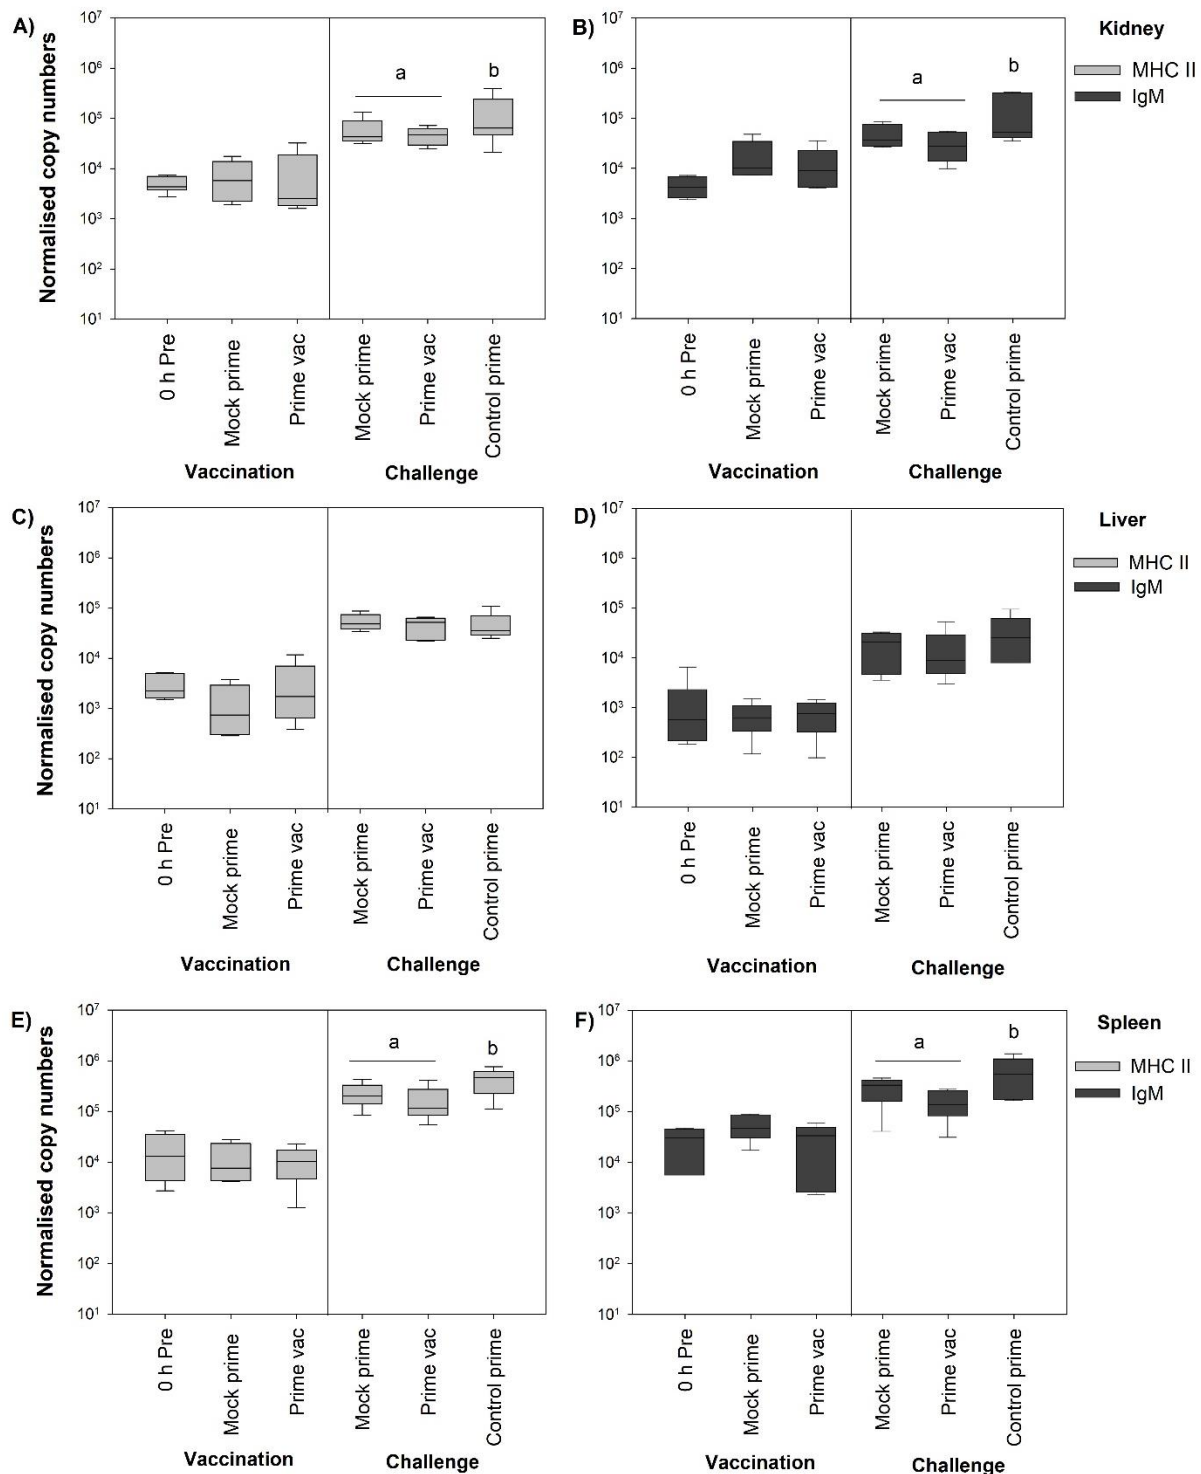 A)
Normalised copy numbers
10⁷
10⁶
10⁵
10⁴
10³
10²
10¹
a
b
0 h Pre
Mock prime
Prime vac
Mock prime
Prime vac
Control prime
Vaccination
Challenge
B)
10⁷
10⁶
10⁵
10⁴
10³
10²
10¹
a
b
0 h Pre
Mock prime
Prime vac
Mock prime
Prime vac
Control prime
Vaccination
Challenge
Kidney
MHC II
IgM
C)
Normalised copy numbers
10⁷
10⁶
10⁵
10⁴
10³
10²
10¹
0 h Pre
Mock prime
Prime vac
Mock prime
Prime vac
Control prime
Vaccination
Challenge
D)
10⁷
10⁶
10⁵
10⁴
10³
10²
10¹
0 h Pre
Mock prime
Prime vac
Mock prime
Prime vac
Control prime
Vaccination
Challenge
Liver
MHC II
IgM
E)
Normalised copy numbers
10⁷
10⁶
10⁵
10⁴
10³
10²
10¹
a
b
0 h Pre
Mock prime
Prime vac
Mock prime
Prime vac
Control prime
Vaccination
Challenge
F)
10⁷
10⁶
10⁵
10⁴
10³
10²
10¹
a
b
0 h Pre
Mock prime
Prime vac
Mock prime
Prime vac
Control prime
Vaccination
Challenge
Spleen
MHC II
IgM